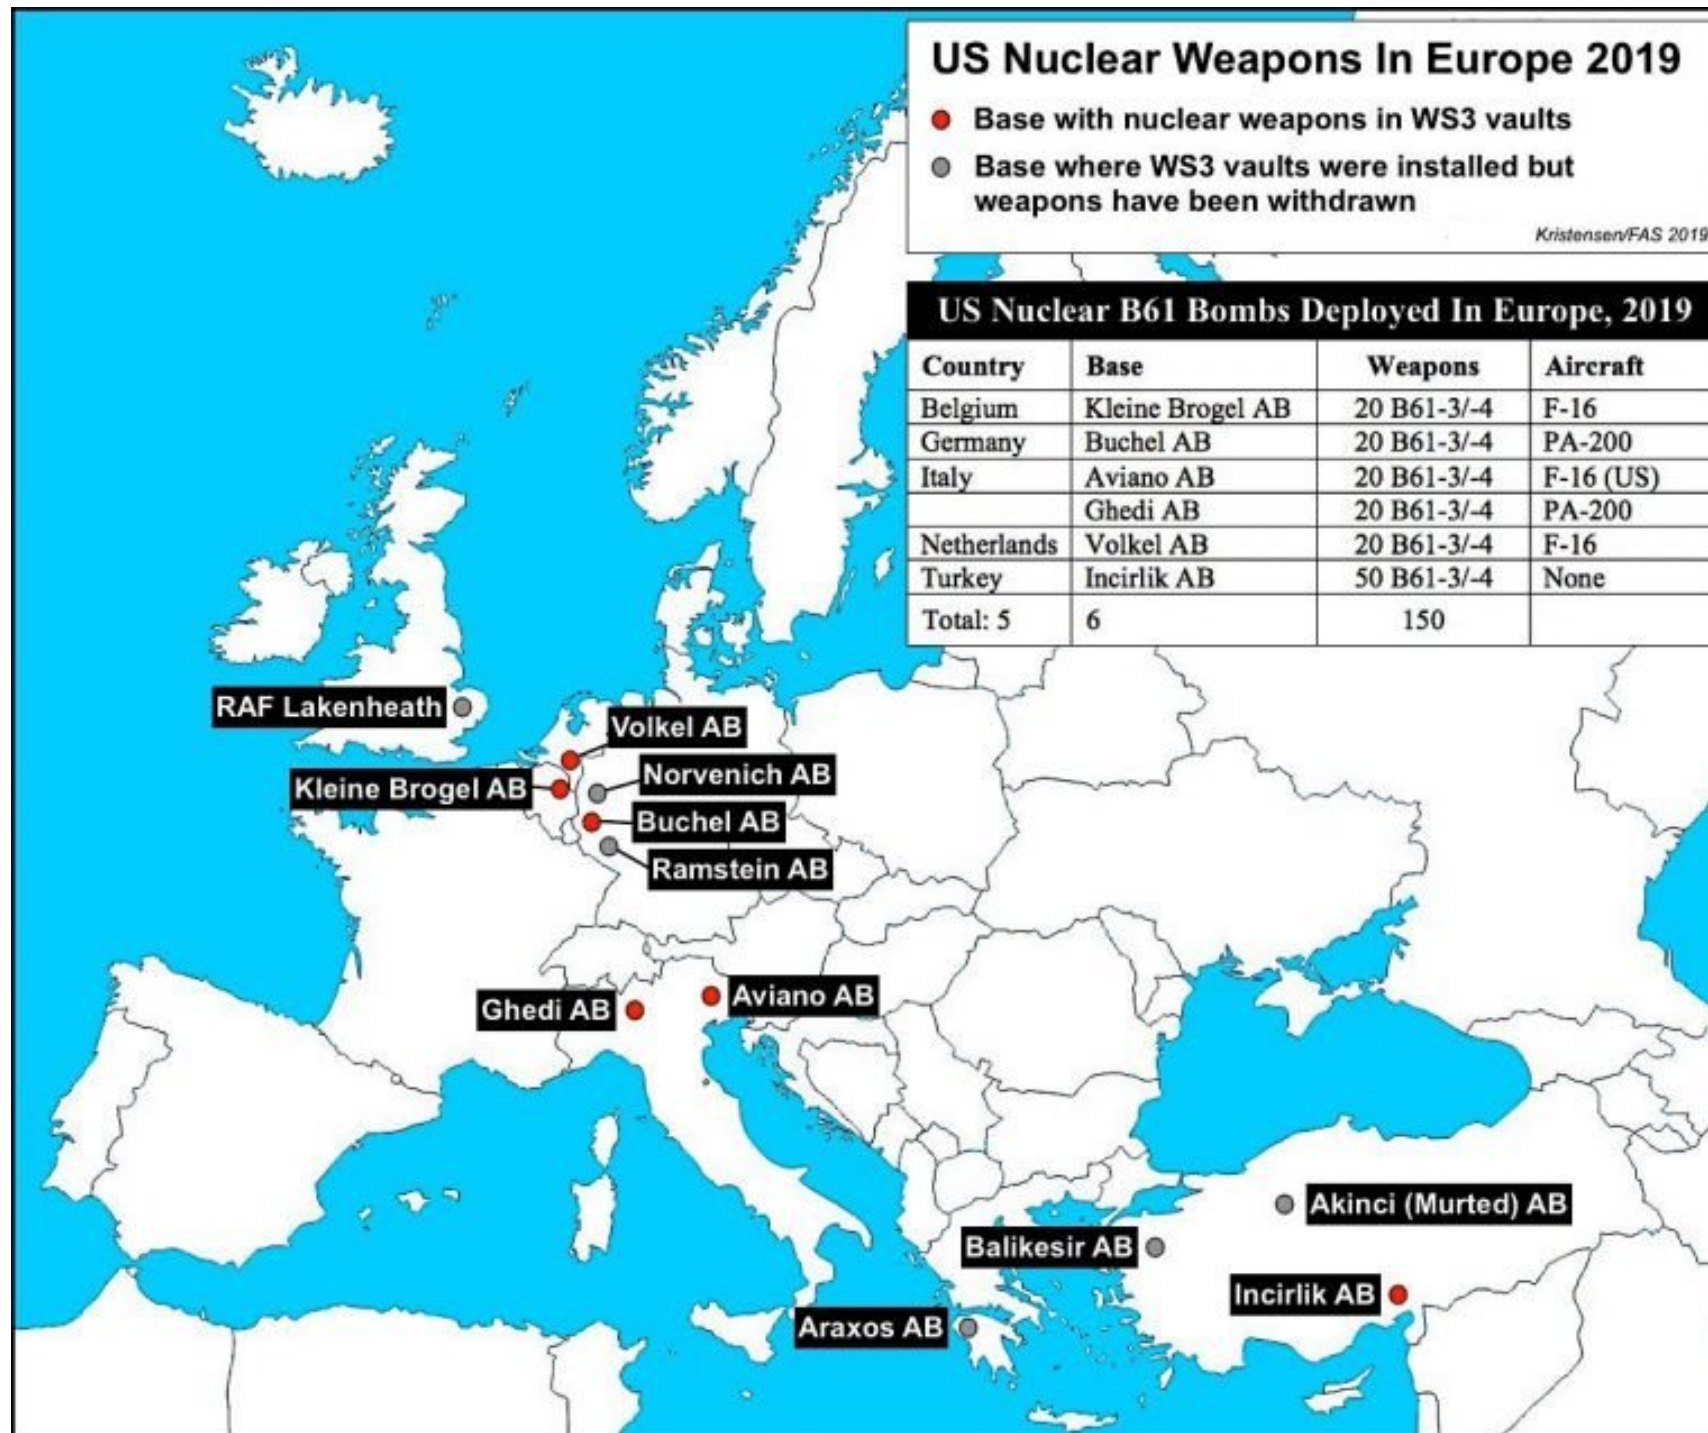 US Nuclear Weapons In Europe 2019
Base with nuclear weapons in WS3 vaults
Base where WS3 vaults were installed but
weapons have been withdrawn
Kristensen/FAS 2019
US Nuclear B61 Bombs Deployed In Europe, 2019
Country Base Weapons Aircraft
Belgium Kleine Brogel AB 20 B61-3/-4 F-16
Germany Buchel AB 20 B61-3/-4 PA-200
Italy Aviano AB 20 B61-3/-4 F-16 (US)
Ghedi AB 20 B61-3/-4 PA-200
Netherlands Volkel AB 20 B61-3/-4 F-16
Turkey Incirlik AB 50 B61-3/-4 None
Total: 5 6 150
RAF Lakenheath
Volkel AB
Norvenich AB
Kleine Brogel AB
Buchel AB
Ramstein AB
Ghedi AB
Aviano AB
Akinci (Murted) AB
Balikesir AB
Incirlik AB
Araxos AB